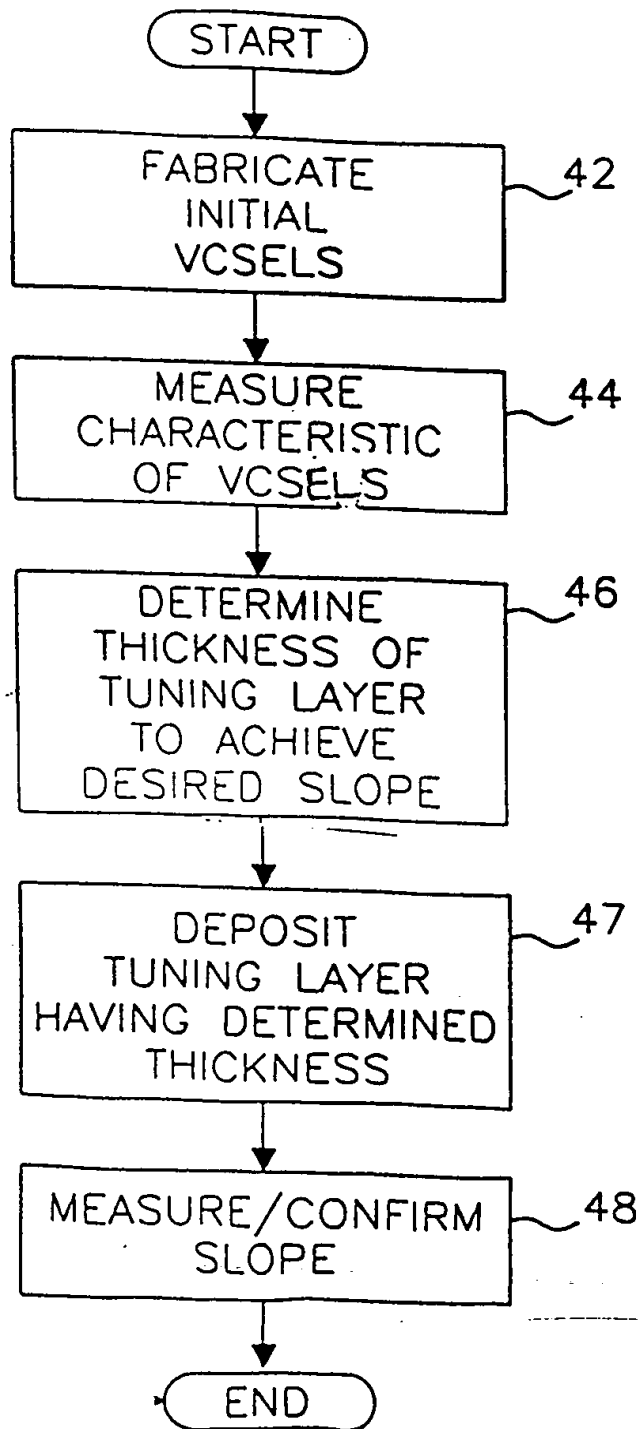 START
FABRICATE
INITIAL
VCSELS
42
MEASURE
CHARACTERISTIC
OF VCSELS
44
DETERMINE
THICKNESS OF
TUNING LAYER
TO ACHIEVE
DESIRED SLOPE
46
DEPOSIT
TUNING LAYER
HAVING DETERMINED
THICKNESS
47
MEASURE/CONFIRM
SLOPE
48
END